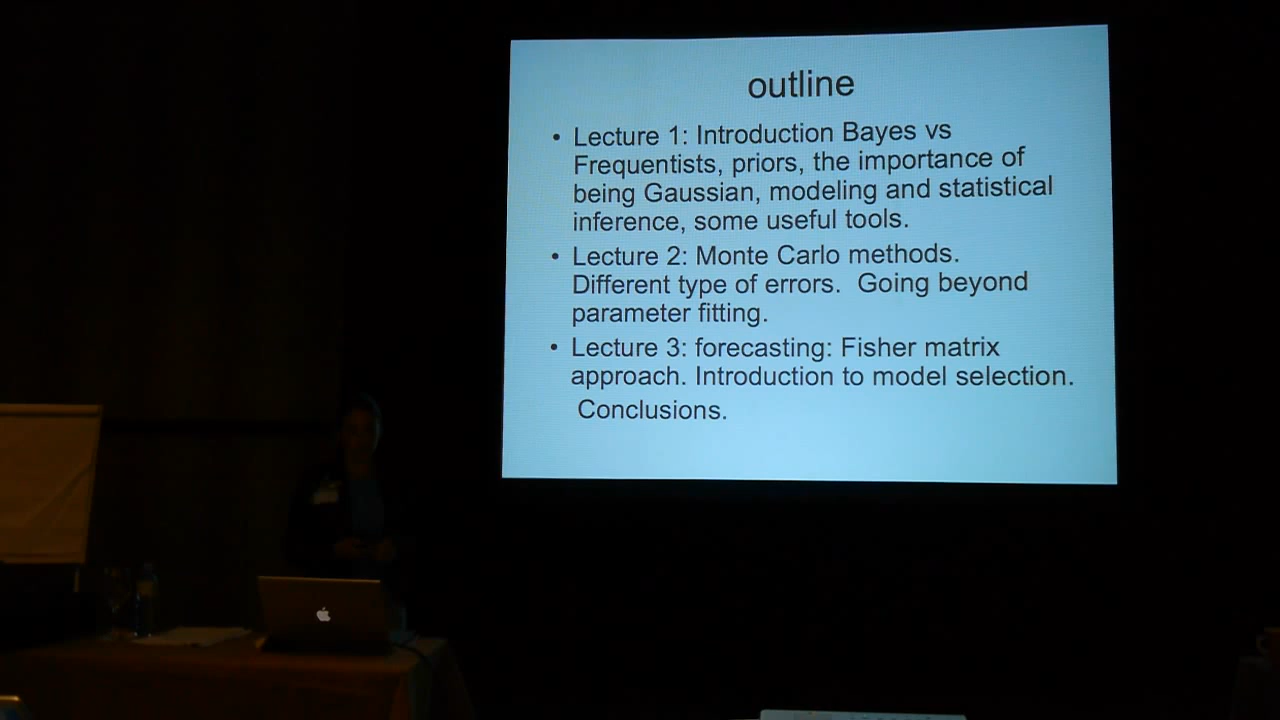 outline
• Lecture 1: Introduction Bayes vs
Frequentists, priors, the importance of
being Gaussian, modeling and statistical
inference, some useful tools.
• Lecture 2: Monte Carlo methods.
Different type of errors.  Going beyond
parameter fitting.
• Lecture 3: forecasting: Fisher matrix
approach. Introduction to model selection.
Conclusions.